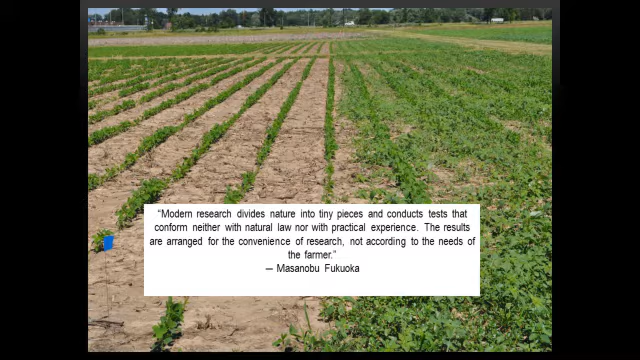 “Modern research divides nature into tiny pieces and conducts tests that
conform neither with natural law nor with practical experience. The results
are arranged for the convenience of research, not according to the needs of
the farmer.”
― Masanobu Fukuoka